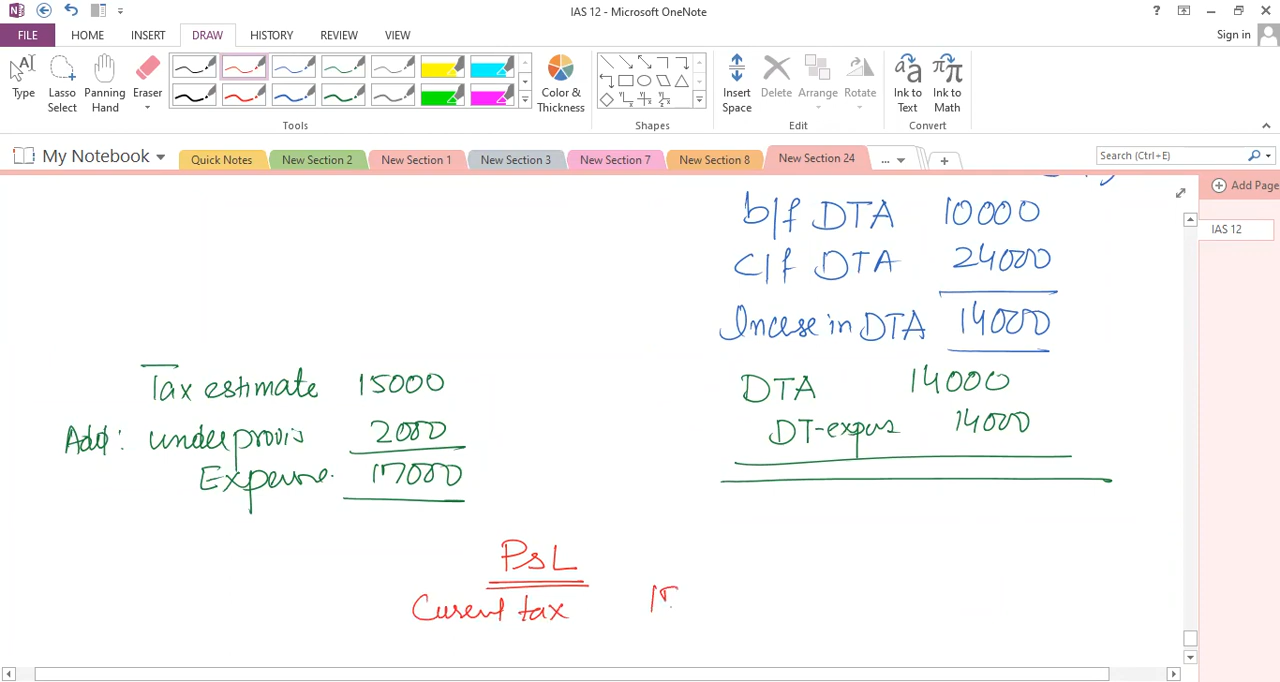 IAS 12 - Microsoft OneNote
?
FILE HOME INSERT DRAW HISTORY REVIEW VIEW
Sign in
Type
Lasso Select
Panning Hand
Eraser
Color & Thickness
Insert Space
Delete
Arrange
Rotate
Ink to Text
Ink to Math
Tools
Shapes
Edit
Convert
My Notebook
Quick Notes
New Section 2
New Section 1
New Section 3
New Section 7
New Section 8
New Section 24
...
Search (Ctrl+E)
Add Page
IAS 12
b/f DTA 10000
c/f DTA 24000
Incese in DTA 14000
DTA 14000
DT-expus 14000
Tax estimate 15000
Add: underprovis 2000
Expense. 17000
PsL
Curent tax